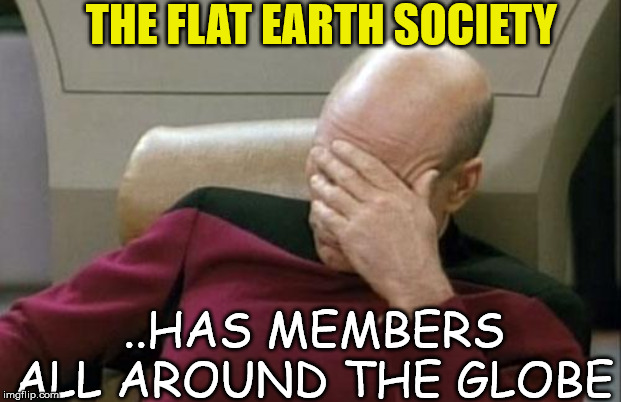 THE FLAT EARTH SOCIETY
..HAS MEMBERS
ALL AROUND THE GLOBE
imgflip.com